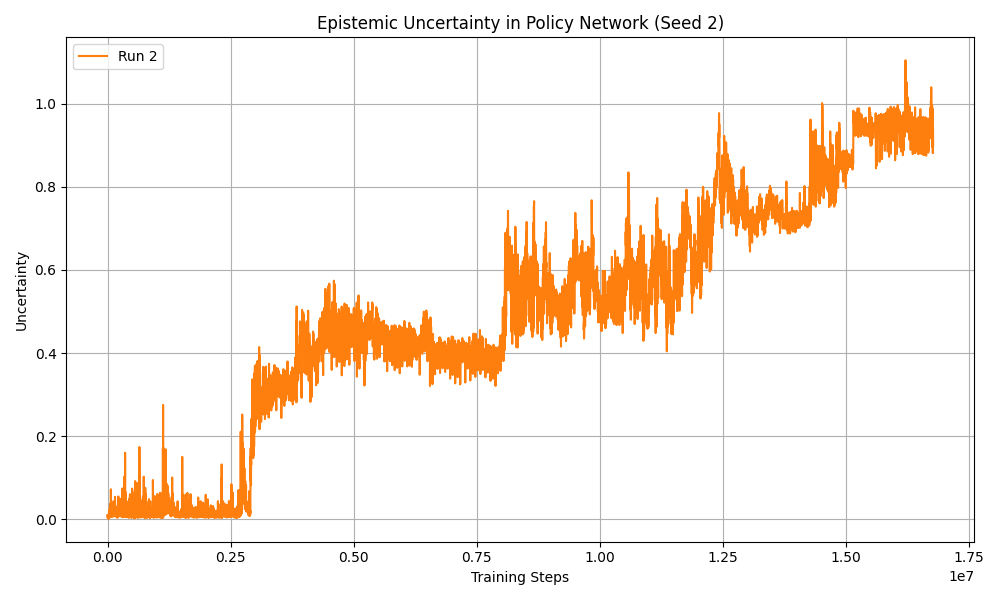 Epistemic Uncertainty in Policy Network (Seed 2)
Run 2
Uncertainty
1.0
0.8
0.6
0.4
0.2
0.0
0.00 0.25 0.50 0.75 1.00 1.25 1.50 1.75
1e7
Training Steps